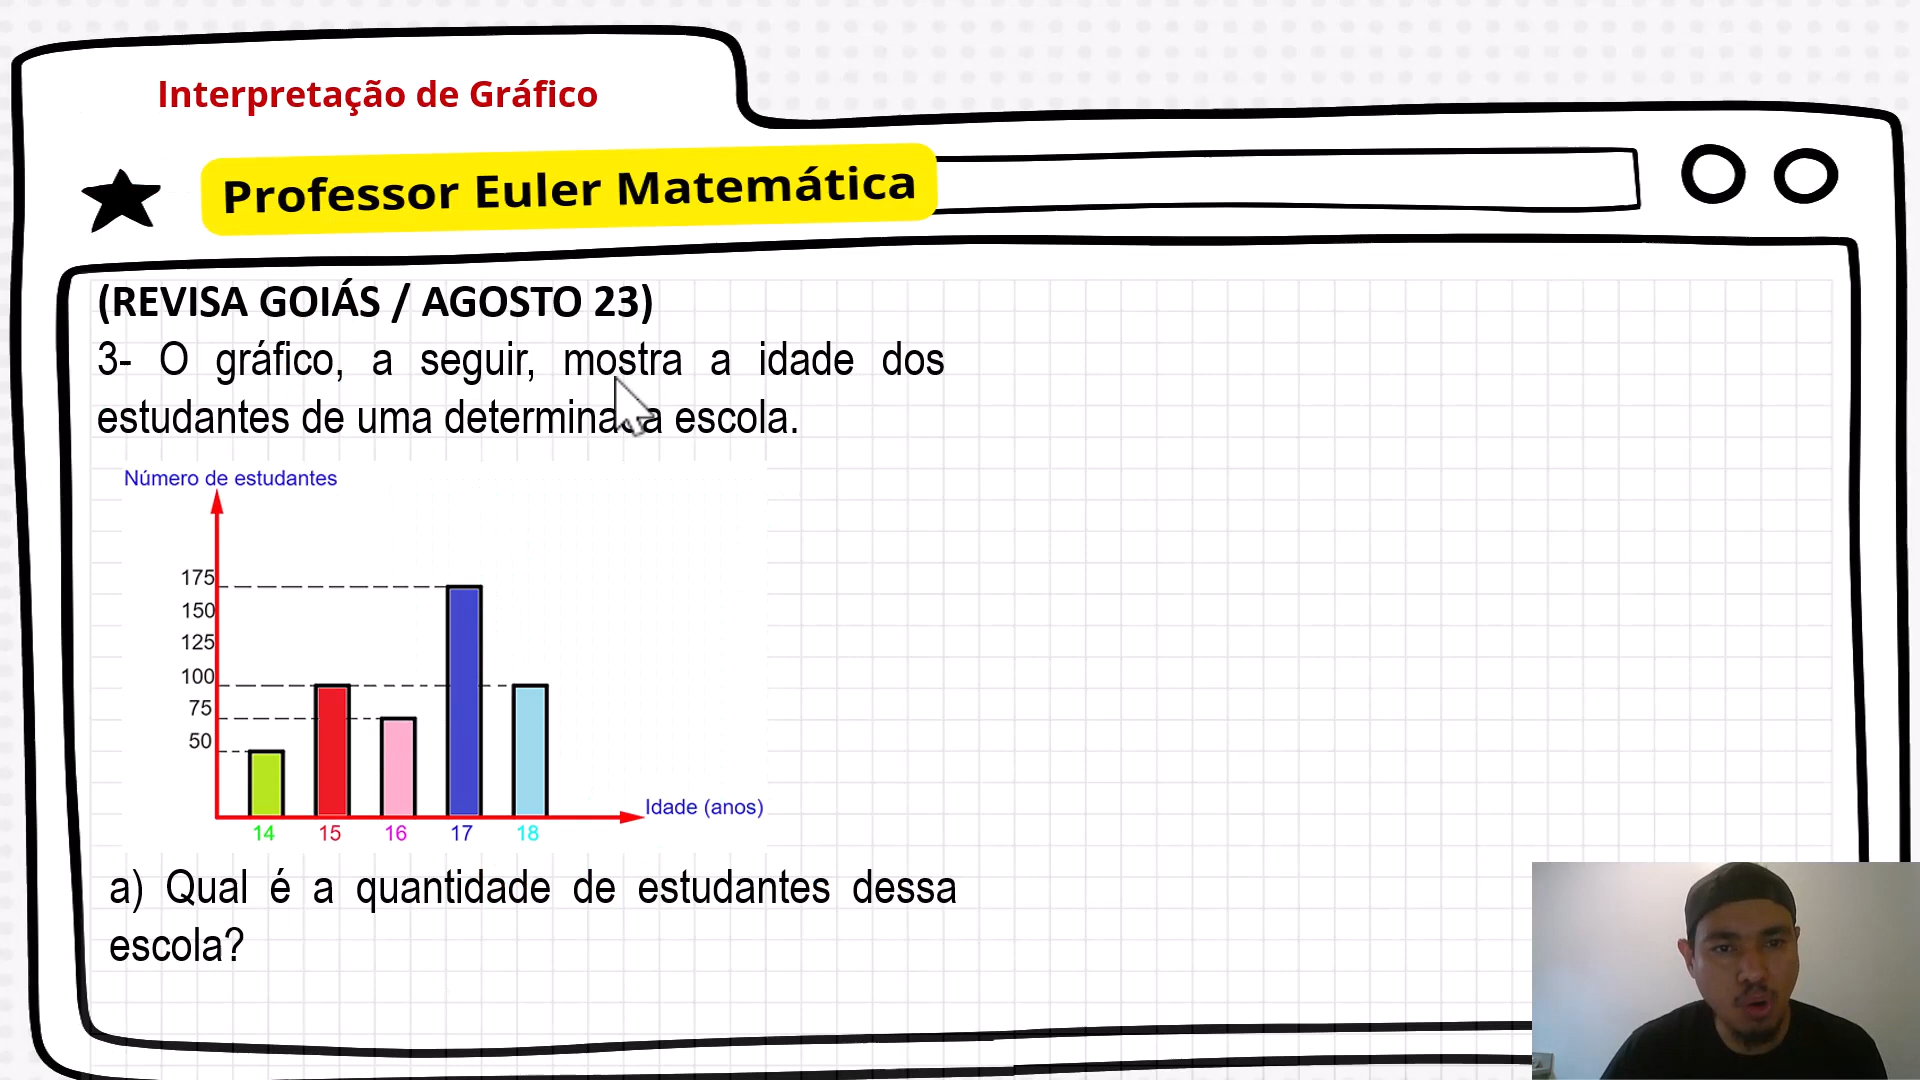 Interpretação de Gráfico
Professor Euler Matemática
(REVISA GOIÁS / AGOSTO 23)
3- O gráfico, a seguir, mostra a idade dos
estudantes de uma determinada escola.
Número de estudantes
175
150
125
100
75
50
Idade (anos)
14 15 16 17 18
a) Qual é a quantidade de estudantes dessa
escola?